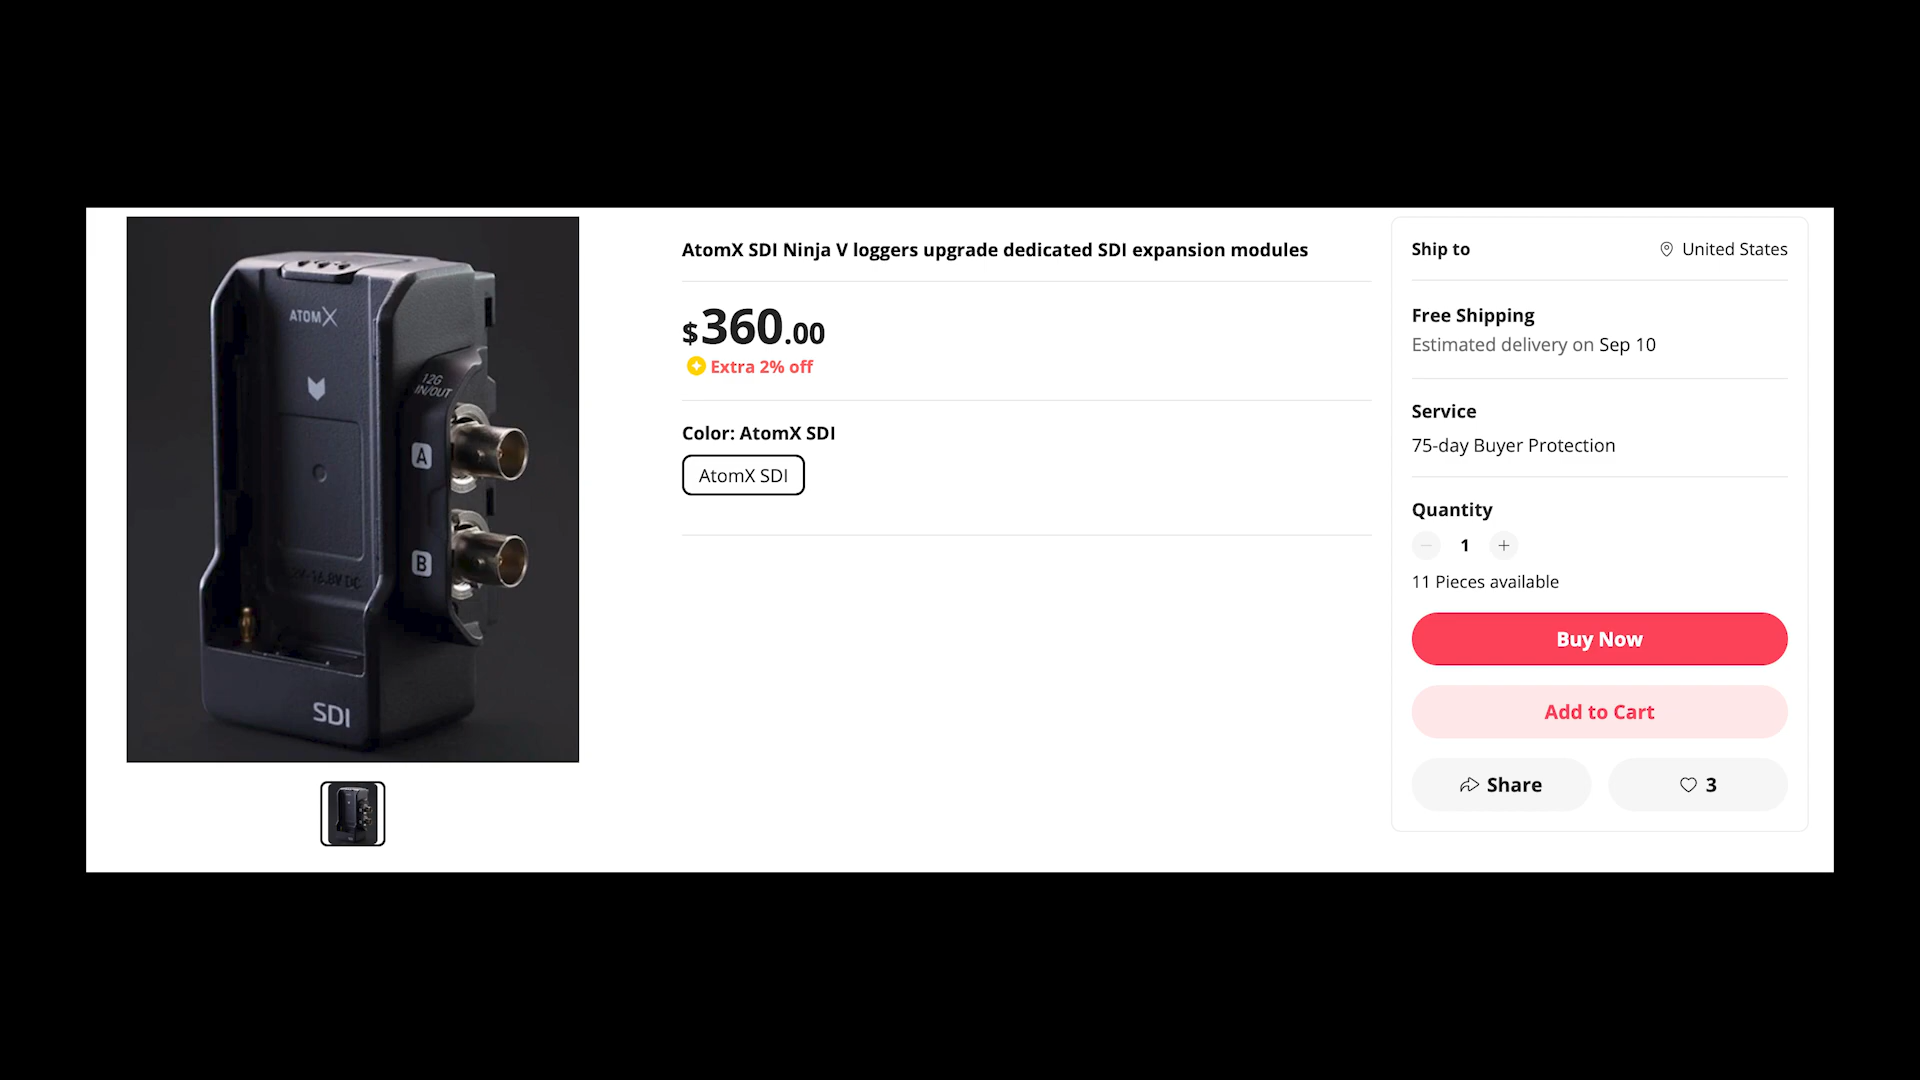 ATOMX
12G
IN/OUT
A
B
SDI
AtomX SDI Ninja V loggers upgrade dedicated SDI expansion modules
$360.00
Extra 2% off
Color: AtomX SDI
AtomX SDI
Ship to
United States
Free Shipping
Estimated delivery on Sep 10
Service
75-day Buyer Protection
Quantity
1
11 Pieces available
Buy Now
Add to Cart
Share
3